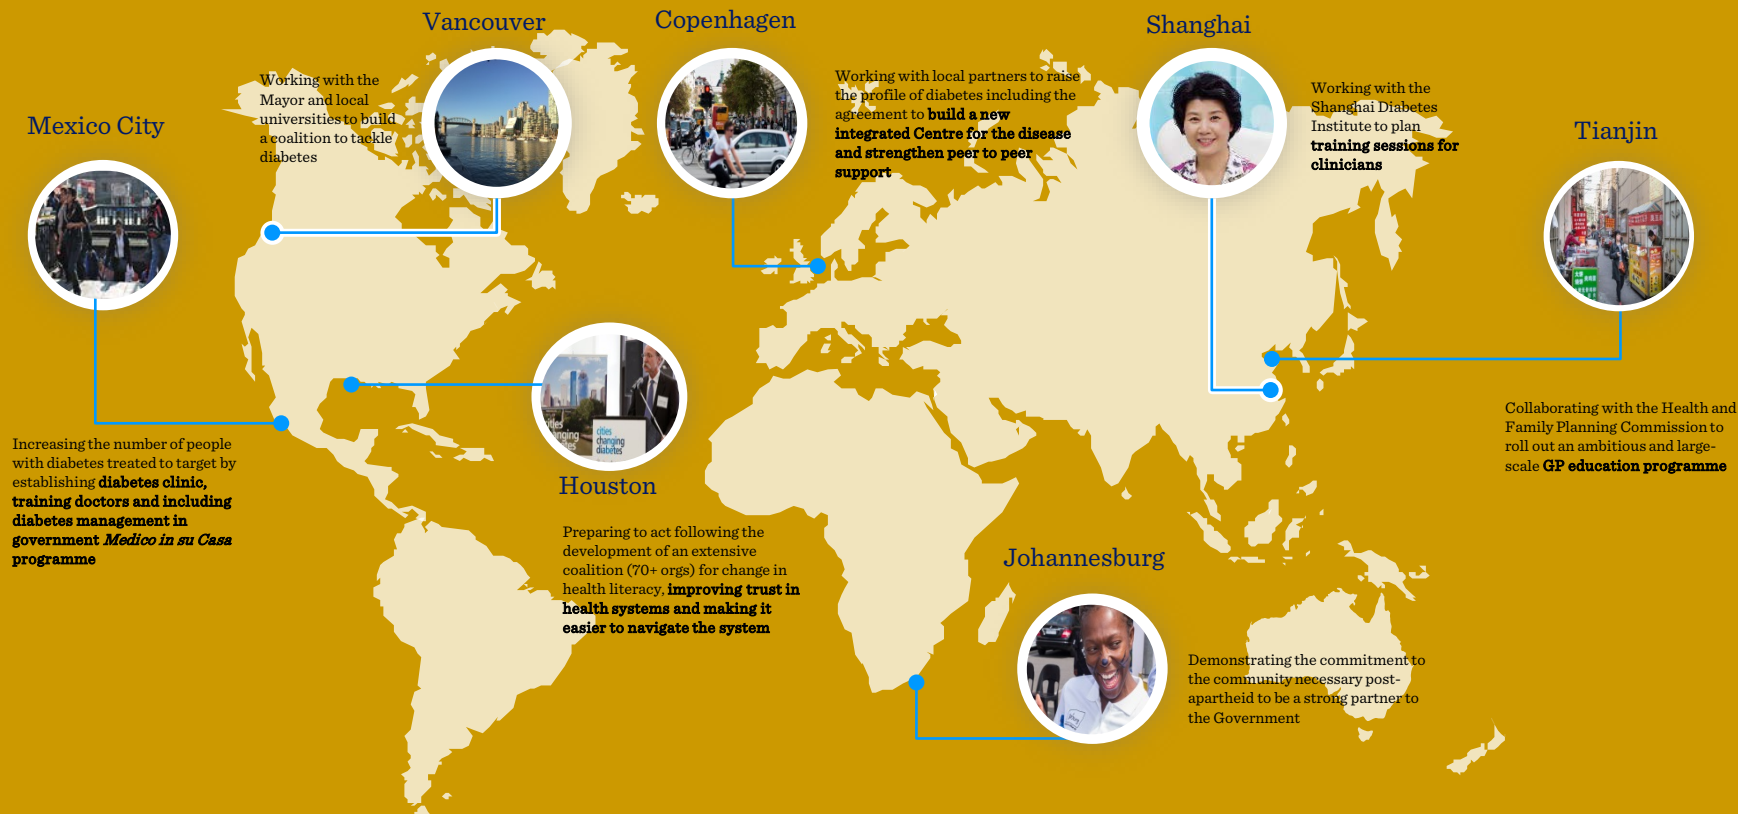 Vancouver
Copenhagen
Shanghai
Mexico City
Tianjin
Working with the
Mayor and local
universities to build
a coalition to tackle
diabetes
Working with local partners to raise
the profile of diabetes including the
agreement to build a new
integrated Centre for the disease
and strengthen peer to peer
support
Working with the
Shanghai Diabetes
Institute to plan
training sessions for
clinicians
Increasing the number of people
with diabetes treated to target by
establishing diabetes clinic,
training doctors and including
diabetes management in
government Medico in su Casa
programme
cities
changing
diabetes
Houston
Preparing to act following the
development of an extensive
coalition (70+ orgs) for change in
health literacy, improving trust in
health systems and making it
easier to navigate the system
Collaborating with the Health and
Family Planning Commission to
roll out an ambitious and large-
scale GP education programme
Johannesburg
Demonstrating the commitment to
the community necessary post-
apartheid to be a strong partner to
the Government